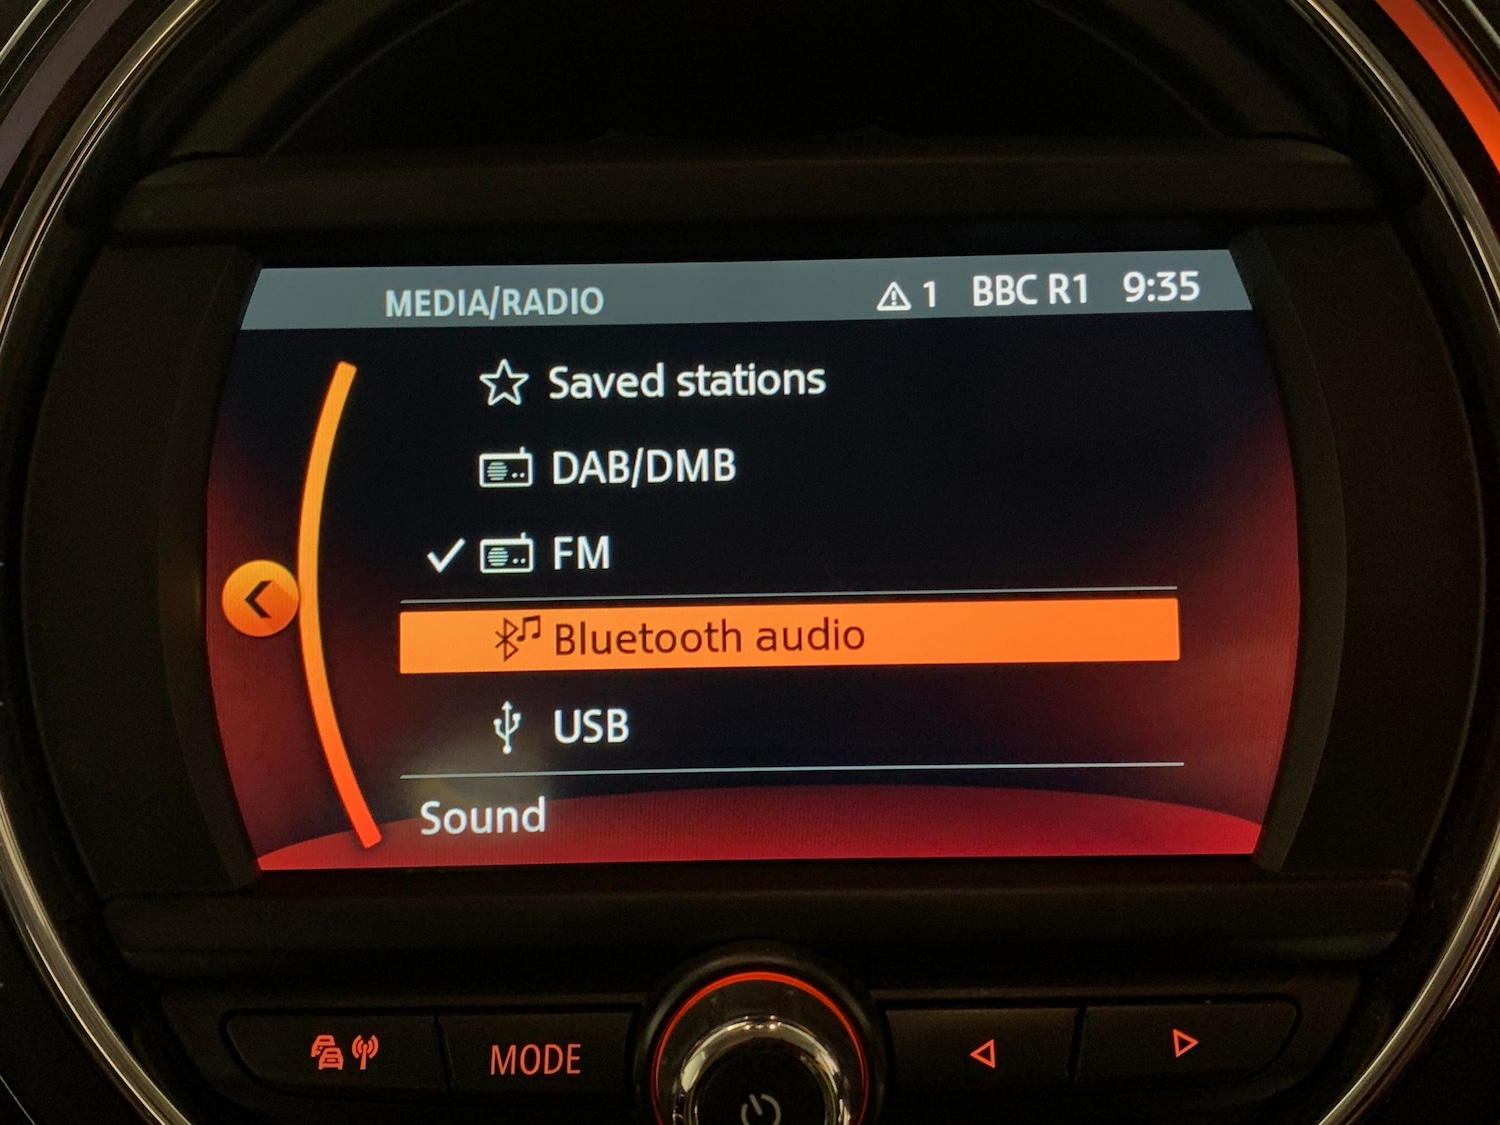 MEDIA/RADIO 1 BBC R1 9:35
Saved stations
DAB/DMB
FM
Bluetooth audio
USB
Sound
MODE